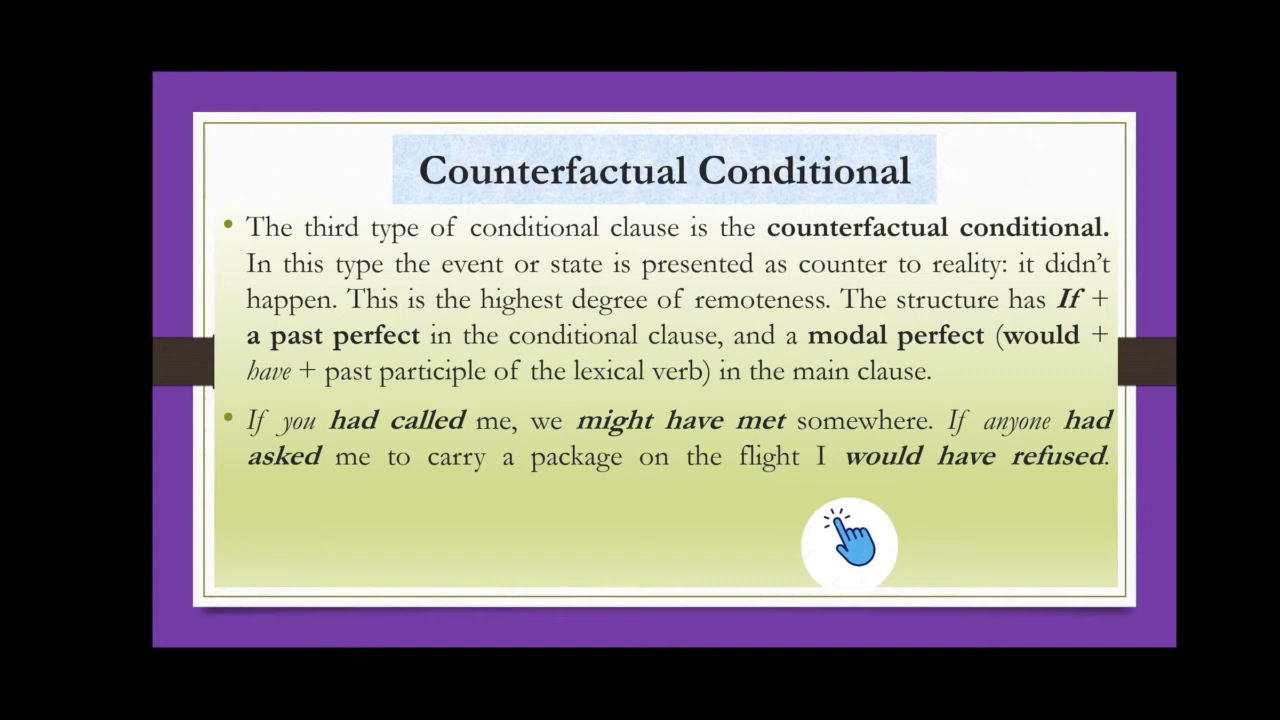 Counterfactual Conditional
• The third type of conditional clause is the counterfactual conditional.
In this type the event or state is presented as counter to reality: it didn’t
happen. This is the highest degree of remoteness. The structure has If +
a past perfect in the conditional clause, and a modal perfect (would +
have + past participle of the lexical verb) in the main clause.
• If you had called me, we might have met somewhere. If anyone had
asked me to carry a package on the flight I would have refused.